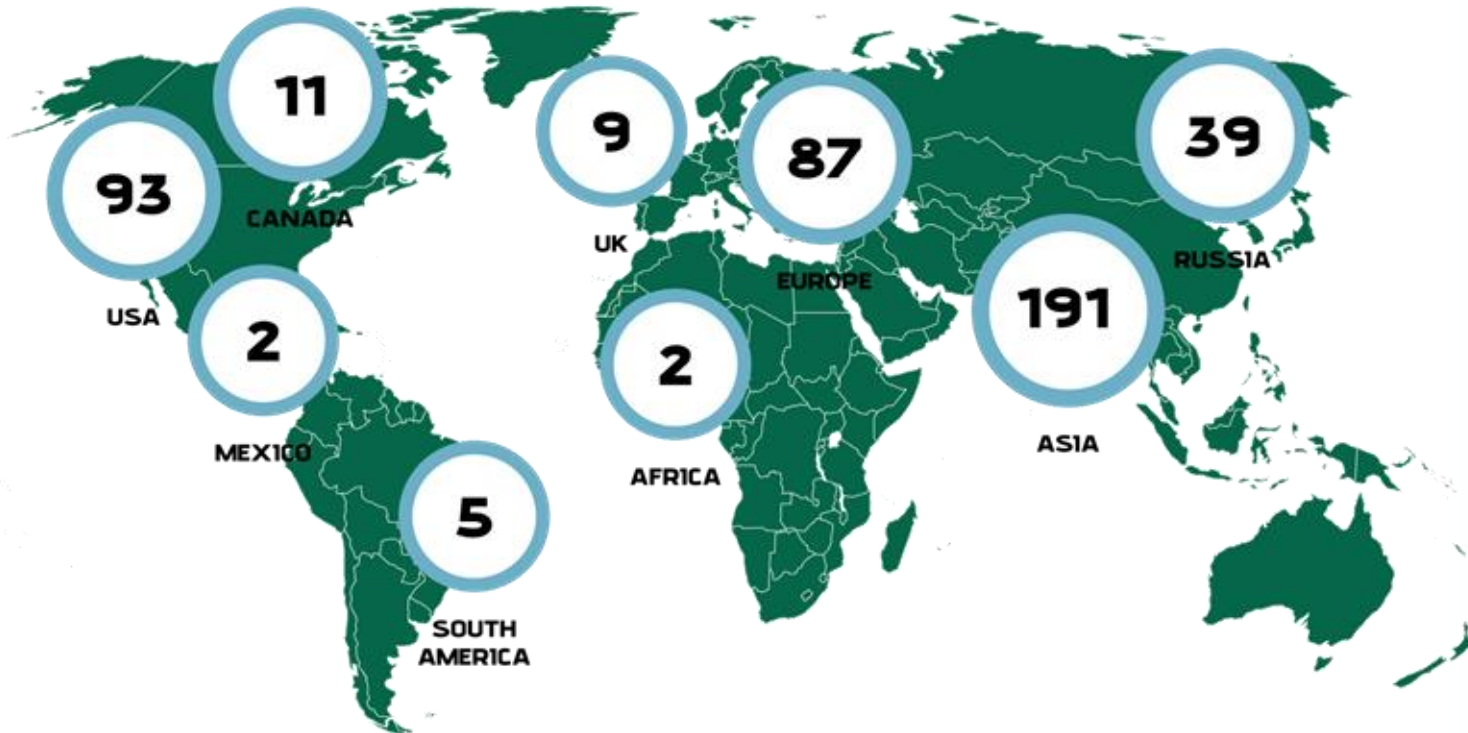 11
CANADA
93
USA
2
MEXICO
5
SOUTH
AMERICA
9
UK
87
EUROPE
2
AFRICA
39
RUSSIA
191
ASIA